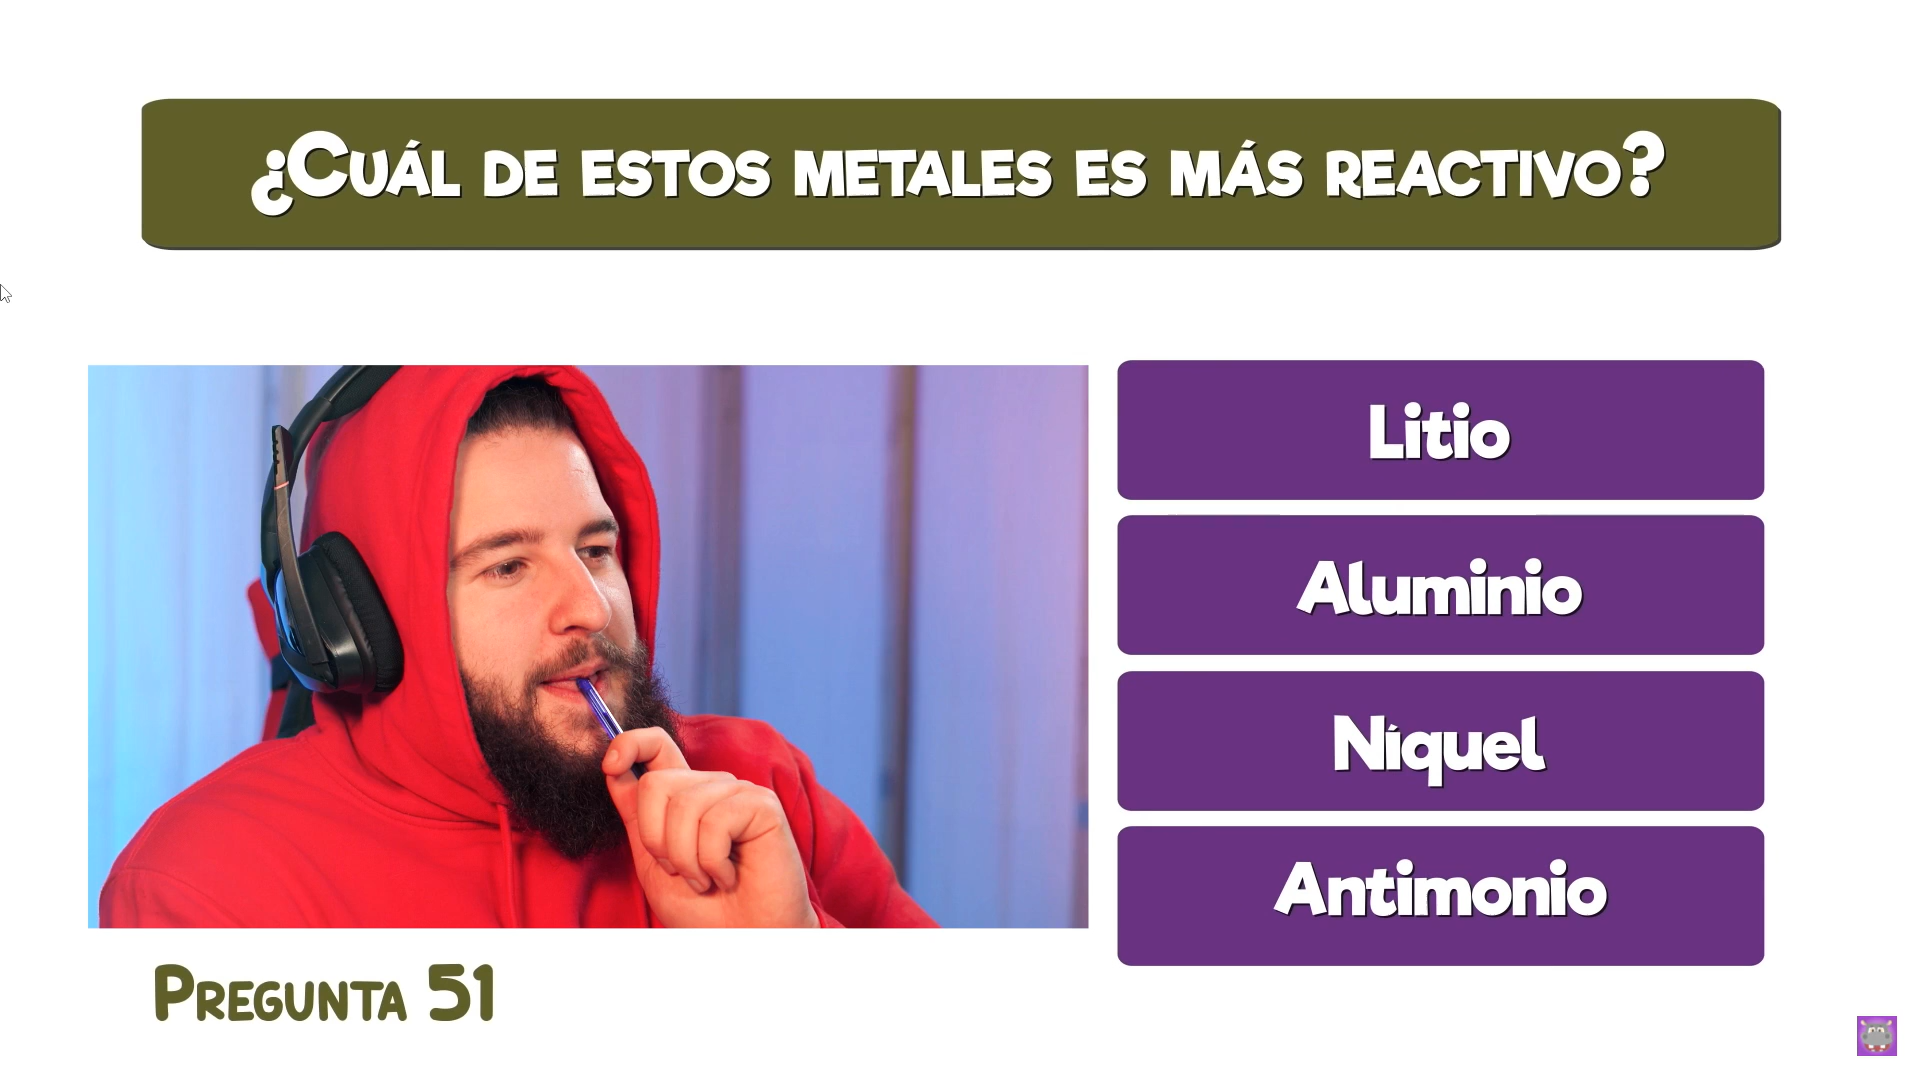 ¿Cuál de estos metales es más reactivo?
Litio
Aluminio
Níquel
Antimonio
Pregunta 51